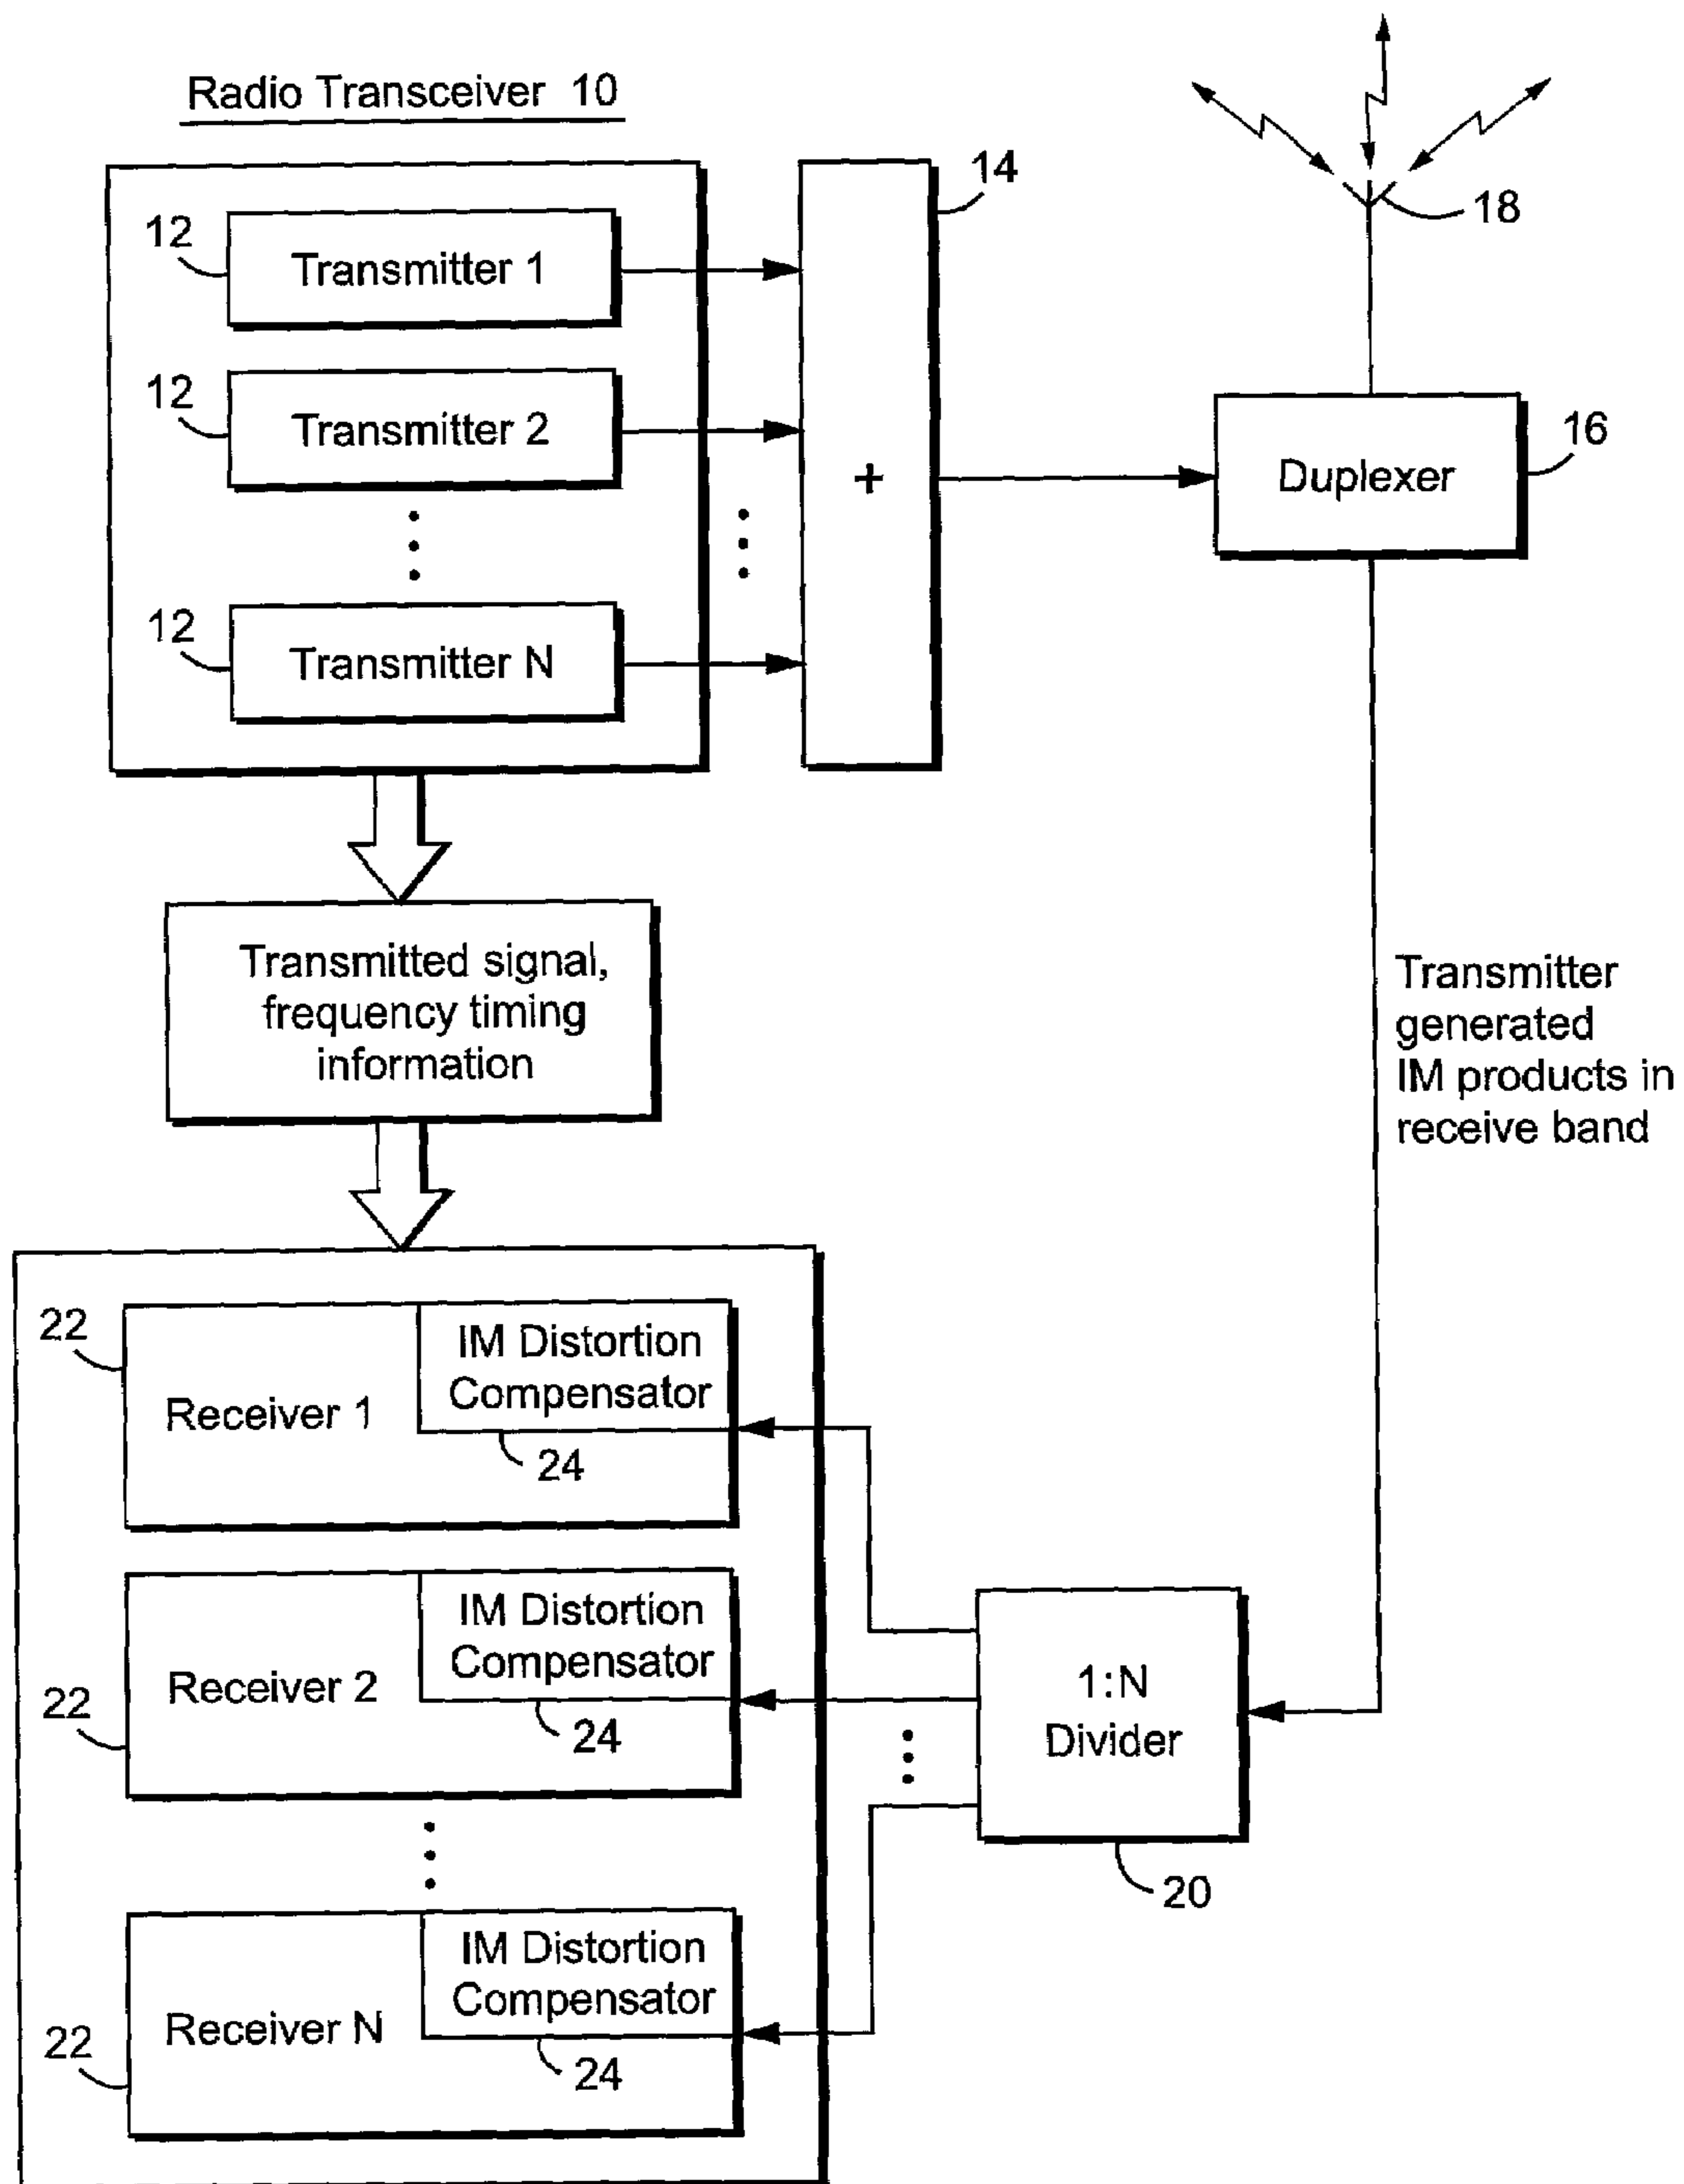 Radio Transceiver 10
14
18
12
Transmitter 1
12
Transmitter 2
+
16
Duplexer
12
Transmitter N
Transmitted signal,
frequency timing
information
Transmitter
generated
IM products in
receive band
22
Receiver 1
IM Distortion
Compensator
24
22
Receiver 2
IM Distortion
Compensator
24
1:N
Divider
20
22
Receiver N
IM Distortion
Compensator
24